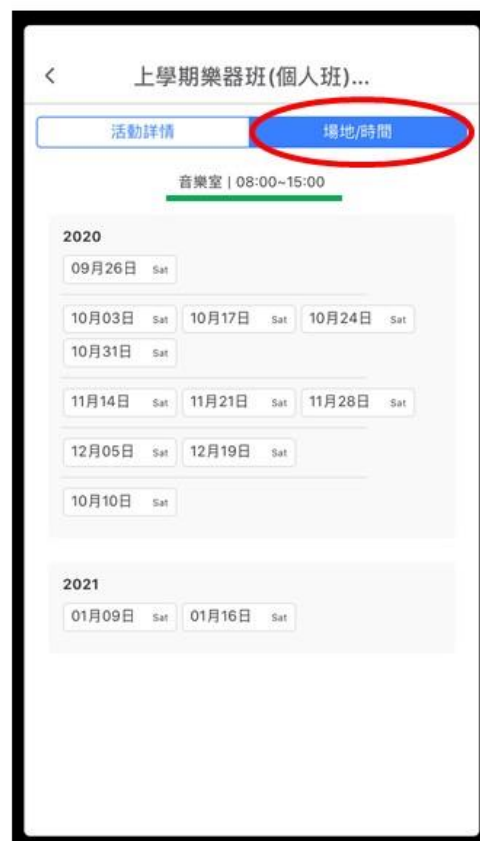 上學期樂器班(個人班)...
活動詳情 場地/時間
音樂室 | 08:00~15:00
2020
09月26日 Sat
10月03日 Sat 10月17日 Sat 10月24日 Sat
10月31日 Sat
11月14日 Sat 11月21日 Sat 11月28日 Sat
12月05日 Sat 12月19日 Sat
10月10日 Sat
2021
01月09日 Sat 01月16日 Sat